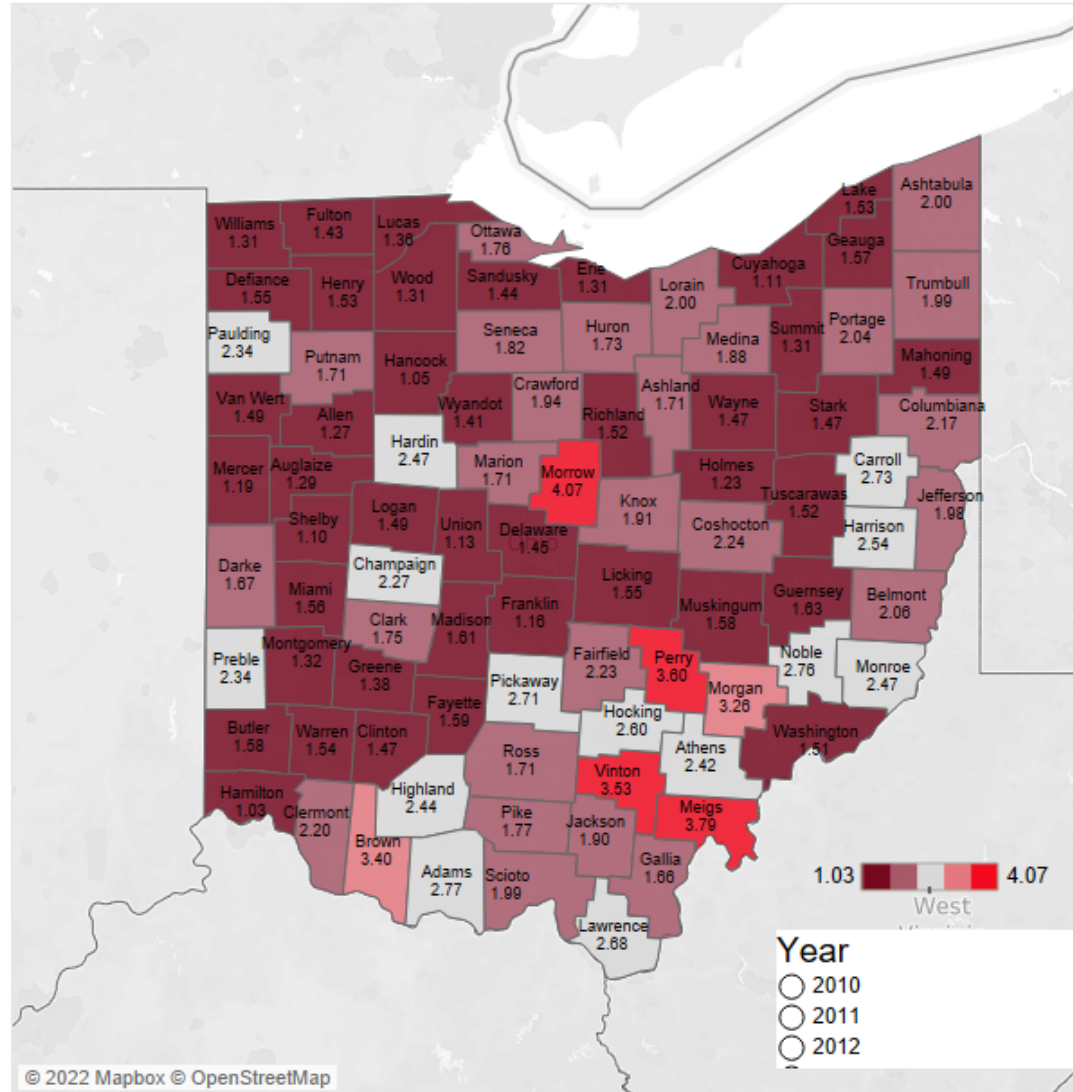 Lake
1.53
Ashtabula
2.00
Williams
1.31
Fulton
1.43
Lucas
1.36
Ottawa
1.76
Geauga
1.57
Cuyahoga
1.11
Erie
1.31
Defiance
1.55
Henry
1.53
Wood
1.31
Sandusky
1.44
Lorain
2.00
Trumbull
1.99
Paulding
2.34
Putnam
1.71
Hancock
1.05
Seneca
1.82
Huron
1.73
Medina
1.88
Summit
1.31
Portage
2.04
Mahoning
1.49
Van Wert
1.49
Allen
1.27
Wyandot
1.41
Crawford
1.94
Richland
1.52
Ashland
1.71
Wayne
1.47
Stark
1.47
Columbiana
2.17
Mercer
1.19
Auglaize
1.29
Hardin
2.47
Marion
1.71
Morrow
4.07
Holmes
1.23
Tuscarawas
1.52
Carroll
2.73
Jefferson
1.98
Shelby
1.10
Logan
1.49
Union
1.13
Delaware
1.45
Knox
1.91
Coshocton
2.24
Harrison
2.54
Darke
1.67
Miami
1.56
Champaign
2.27
Clark
1.75
Madison
1.61
Franklin
1.16
Licking
1.55
Muskingum
1.58
Guernsey
1.63
Belmont
2.06
Preble
2.34
Montgomery
1.32
Greene
1.38
Fayette
1.59
Pickaway
2.71
Fairfield
2.23
Perry
3.60
Morgan
3.26
Noble
2.76
Monroe
2.47
Butler
1.58
Warren
1.54
Clinton
1.47
Ross
1.71
Hocking
2.60
Athens
2.42
Washington
1.51
Hamilton
1.03
Clermont
2.20
Brown
3.40
Highland
2.44
Pike
1.77
Vinton
3.53
Jackson
1.90
Meigs
3.79
Adams
2.77
Scioto
1.99
Gallia
1.66
Lawrence
2.68
1.03 4.07
West
Year
2010
2011
2012
© 2022 Mapbox © OpenStreetMap